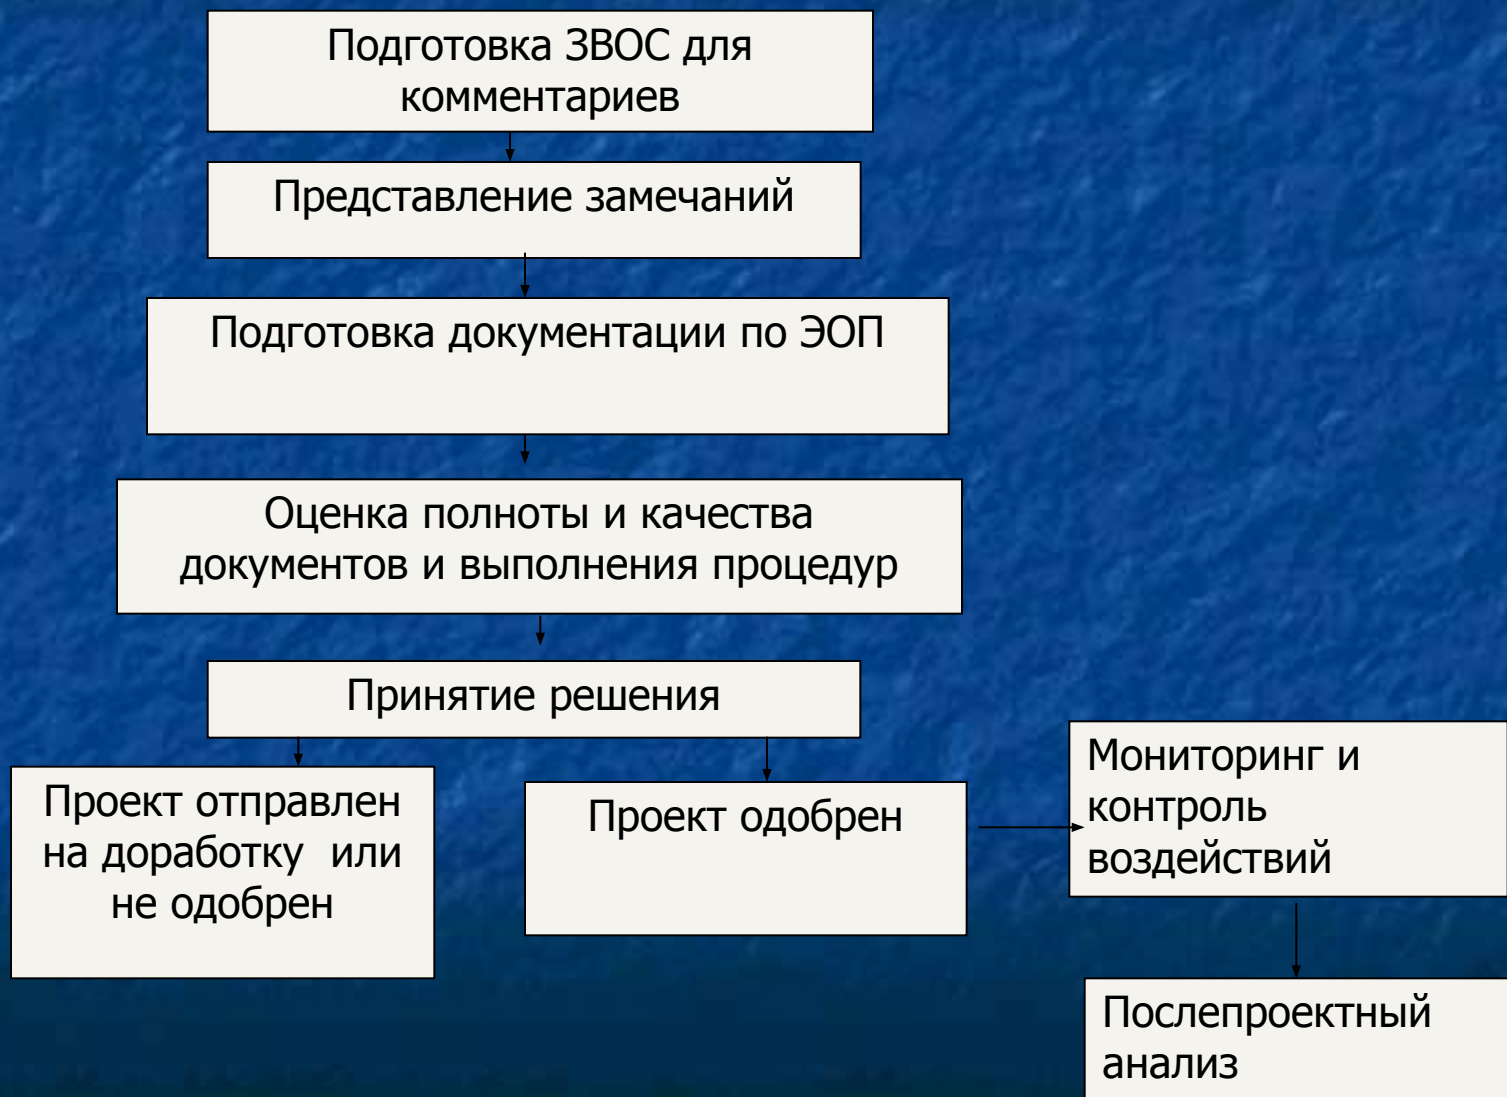 Подготовка ЗВОС для
комментариев
Представление замечаний
Подготовка документации по ЭОП
Оценка полноты и качества
документов и выполнения процедур
Принятие решения
Проект отправлен
на доработку или
не одобрен
Проект одобрен
Мониторинг и
контроль
воздействий
Послепроектный
анализ